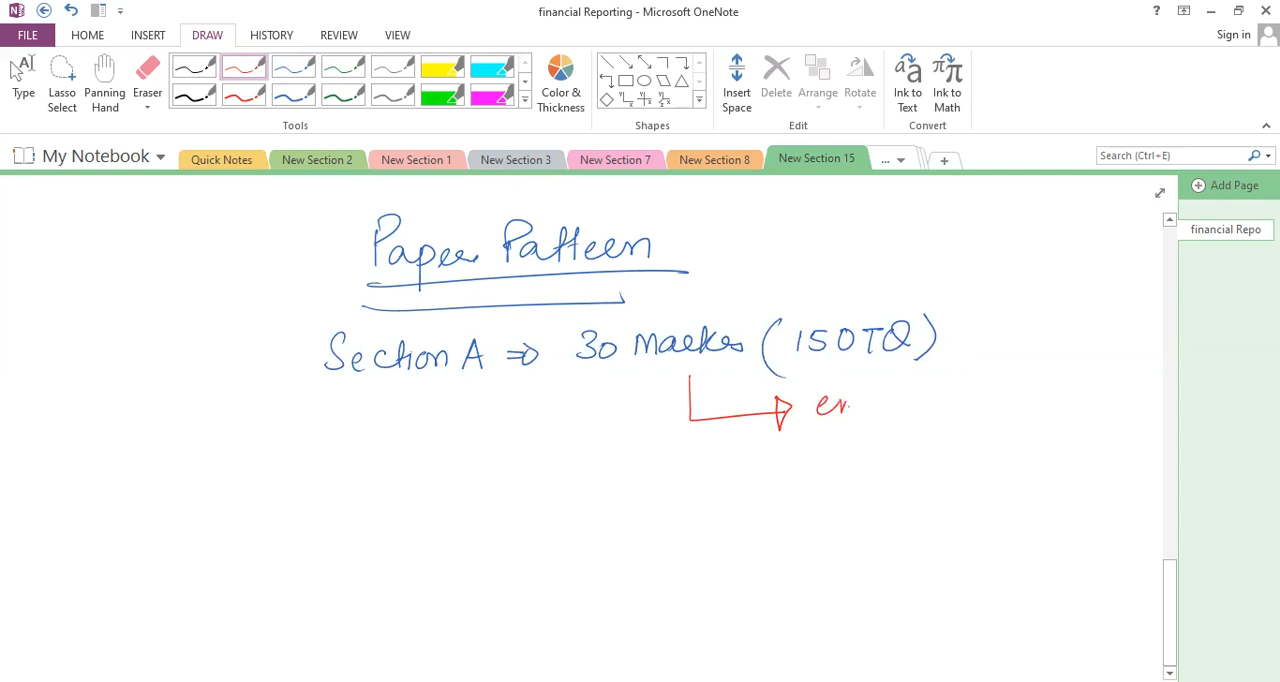 financial Reporting - Microsoft OneNote
Sign in
FILE HOME INSERT DRAW HISTORY REVIEW VIEW
Type
Lasso Select
Panning Hand
Eraser
Color & Thickness
Insert Space
Delete
Arrange
Rotate
Ink to Text
Ink to Math
Tools Shapes Edit Convert
My Notebook Quick Notes New Section 2 New Section 1 New Section 3 New Section 7 New Section 8 New Section 15 ... Search (Ctrl+E)
Add Page
financial Repo
Paper Pattern
Section A ⇒ 30 Marks (15 OTQ)